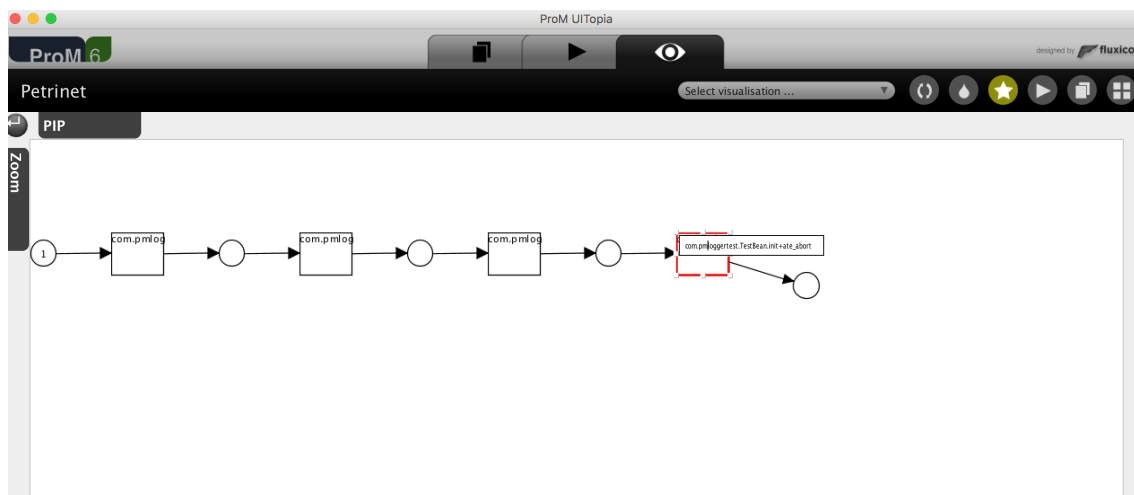 ProM UITopia
ProM 6
designed by fluxico
Petrinet
Select visualisation ...
PIP
Zoom
1
com.pmlog
com.pmlog
com.pmlog
com.pmloggertest.TestBean.init+ate_abort